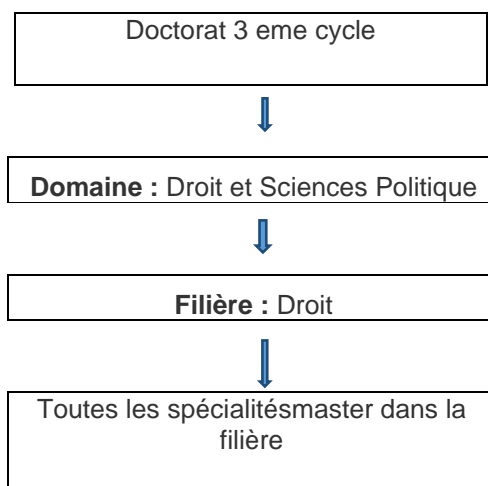 Doctorat 3 eme cycle
Domaine : Droit et Sciences Politique
Filière : Droit
Toutes les spécialitésmaster dans la
filière